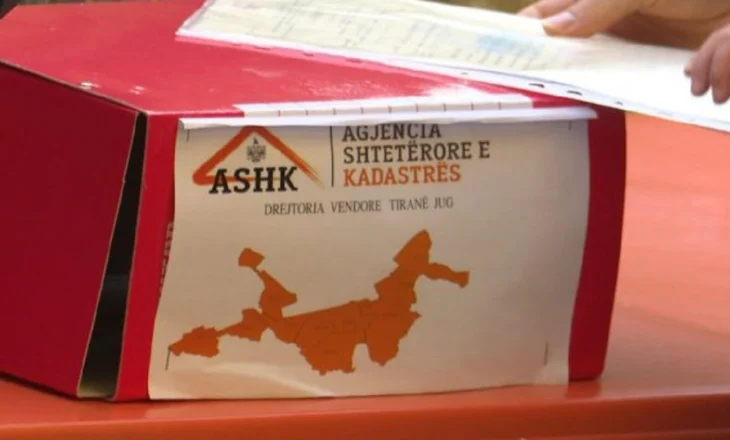 ASHK
AGJENCIA
SHTETËRORE E
KADASTRËS
DREJTORIA VENDORE TIRANË JUG